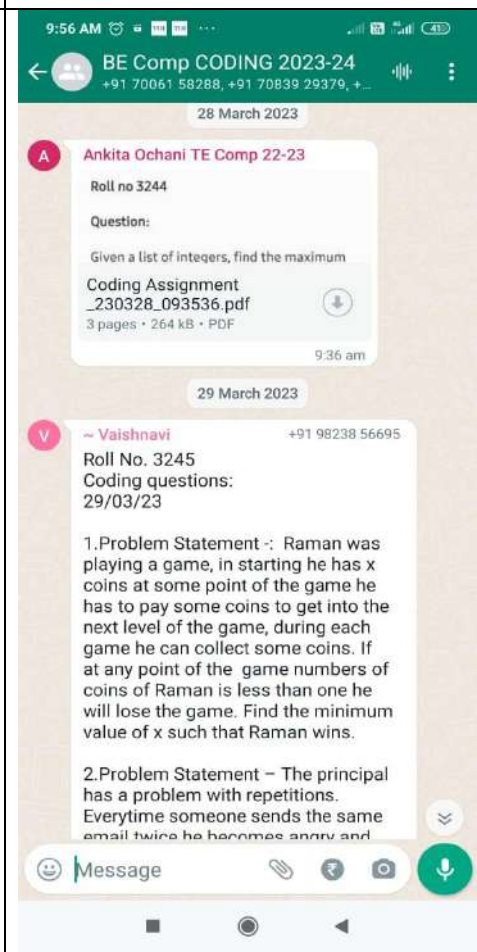 9:56 AM
41
BE Comp CODING 2023-24
+91 70061 58288, +91 70839 29379, +...
28 March 2023
A
Ankita Ochani TE Comp 22-23
Roll no 3244
Question:
Given a list of integers, find the maximum
Coding Assignment
_230328_093536.pdf
3 pages • 264 kB • PDF
9:36 am
29 March 2023
V
~ Vaishnavi +91 98238 56695
Roll No. 3245
Coding questions:
29/03/23
1.Problem Statement -: Raman was
playing a game, in starting he has x
coins at some point of the game he
has to pay some coins to get into the
next level of the game, during each
game he can collect some coins. If
at any point of the game numbers of
coins of Raman is less than one he
will lose the game. Find the minimum
value of x such that Raman wins.
2.Problem Statement – The principal
has a problem with repetitions.
Everytime someone sends the same
email twice he becomes angry and
Message